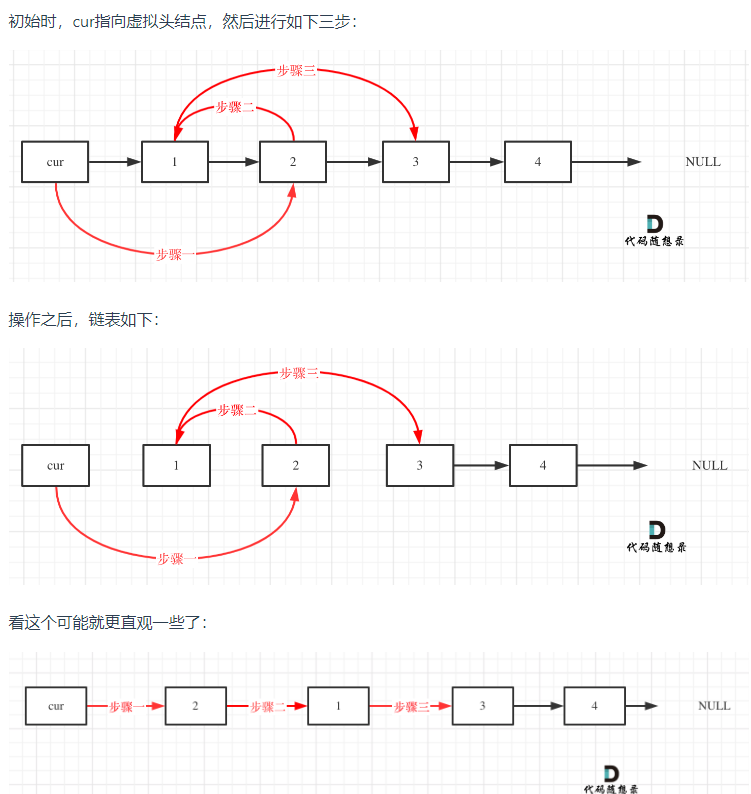 初始时，cur指向虚拟头结点，然后进行如下三步：
步骤三
步骤二
cur 1 2 3 4 NULL
步骤一
代码随想录
操作之后，链表如下：
步骤三
步骤二
cur 1 2 3 4 NULL
步骤一
代码随想录
看这个可能就更直观一些了：
cur 步骤一 2 步骤二 1 步骤三 3 4 NULL
代码随想录